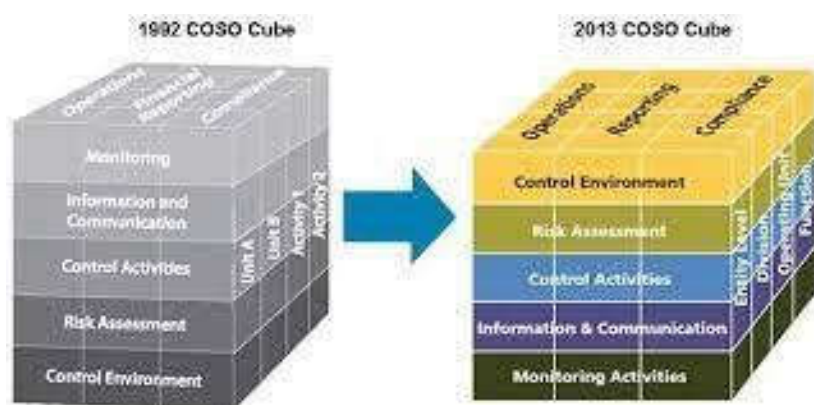 1992 COSO Cube
Operations
Financial
Reporting
Compliance
Monitoring
Information and
Communication
Control Activities
Risk Assessment
Control Environment
Unit A
Unit B
Activity 1
Activity 2
2013 COSO Cube
Operations
Reporting
Compliance
Control Environment
Risk Assessment
Control Activities
Information & Communication
Monitoring Activities
Entity Level
Division
Operating Unit
Function